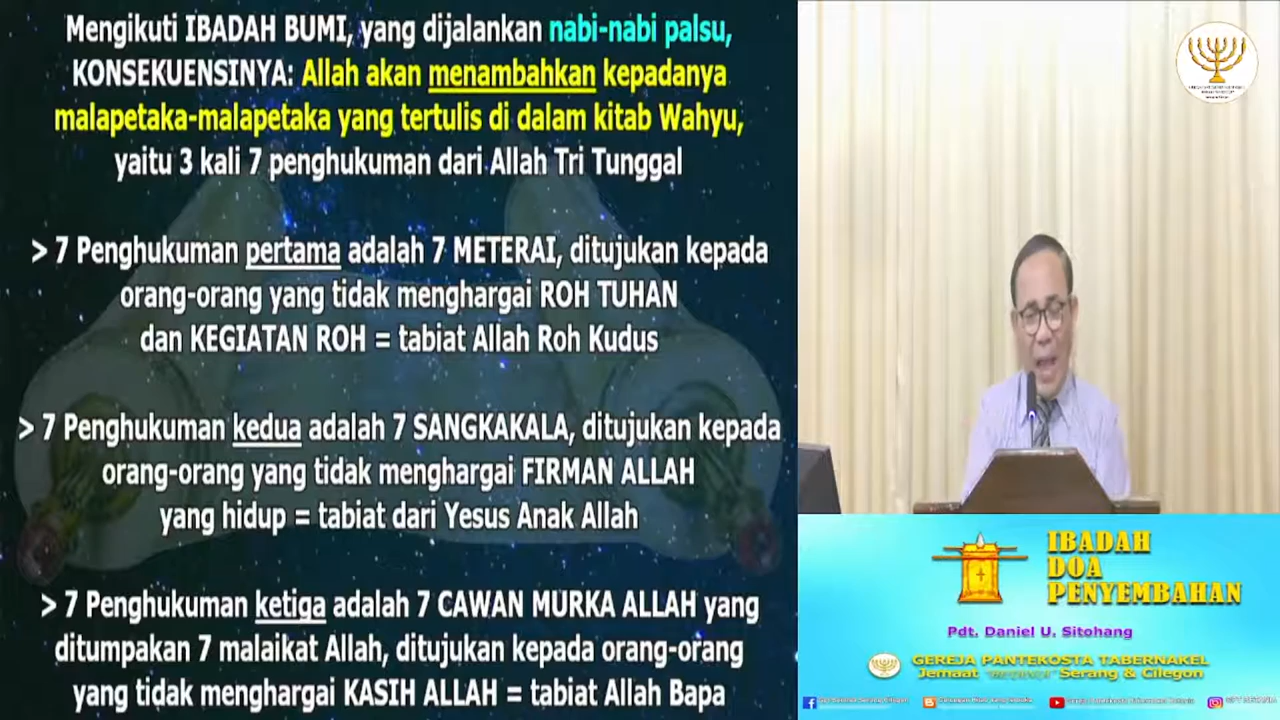 Mengikuti IBADAH BUMI, yang dijalankan nabi-nabi palsu,
KONSEKUENSINYA: Allah akan menambahkan kepadanya
malapetaka-malapetaka yang tertulis di dalam kitab Wahyu,
yaitu 3 kali 7 penghukuman dari Allah Tri Tunggal
> 7 Penghukuman pertama adalah 7 METERAI, ditujukan kepada
orang-orang yang tidak menghargai ROH TUHAN
dan KEGIATAN ROH = tabiat Allah Roh Kudus
> 7 Penghukuman kedua adalah 7 SANGKAKALA, ditujukan kepada
orang-orang yang tidak menghargai FIRMAN ALLAH
yang hidup = tabiat dari Yesus Anak Allah
> 7 Penghukuman ketiga adalah 7 CAWAN MURKA ALLAH yang
ditumpakan 7 malaikat Allah, ditujukan kepada orang-orang
yang tidak menghargai KASIH ALLAH = tabiat Allah Bapa
IBADAH
DOA
PENYEMBAHAN
Pdt. Daniel U. Sitohang
GEREJA PANTEKOSTA TABERNAKEL
Jemaat Serang & Cilegon